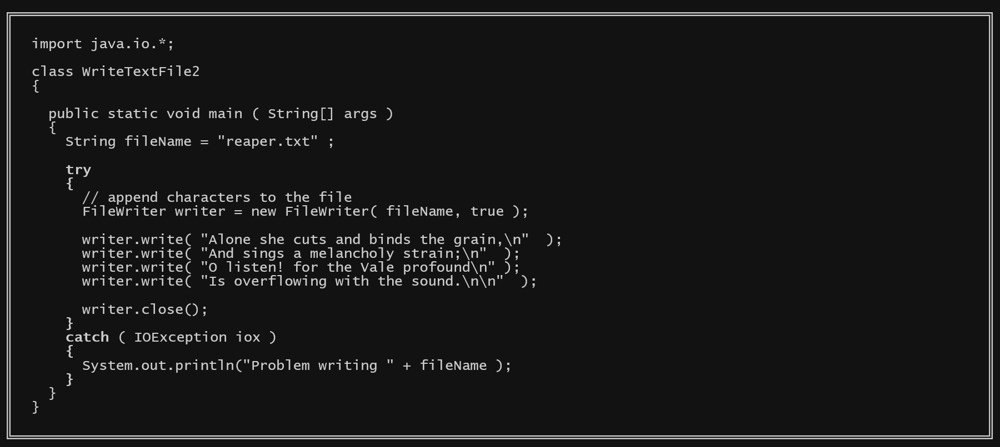 import java.io.*;
class WriteTextFile2
{
public static void main ( String[] args )
{
String fileName = "reaper.txt" ;
try
{
// append characters to the file
FileWriter writer = new FileWriter( fileName, true );
writer.write( "Alone she cuts and binds the grain,\n"  );
writer.write( "And sings a melancholy strain;\n"  );
writer.write( "O listen! for the Vale profound\n" );
writer.write( "Is overflowing with the sound.\n\n"  );
writer.close();
}
catch ( IOException iox )
{
System.out.println("Problem writing " + fileName );
}
}
}